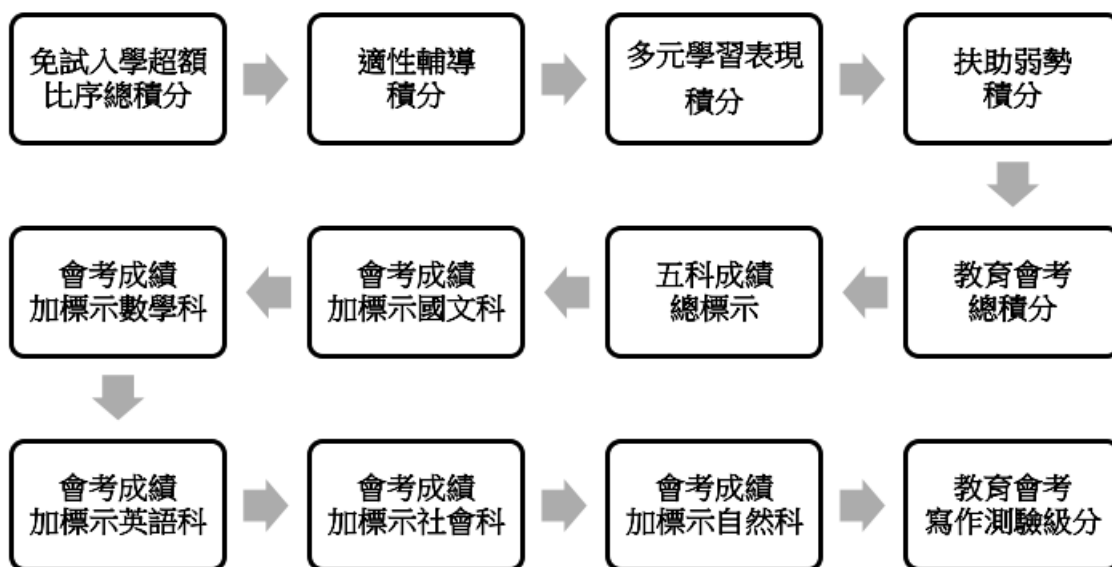 免試入學超額
比序總積分
適性輔導
積分
多元學習表現
積分
扶助弱勢
積分
教育會考
總積分
五科成績
總標示
會考成績
加標示國文科
會考成績
加標示數學科
會考成績
加標示英語科
會考成績
加標示社會科
會考成績
加標示自然科
教育會考
寫作測驗級分